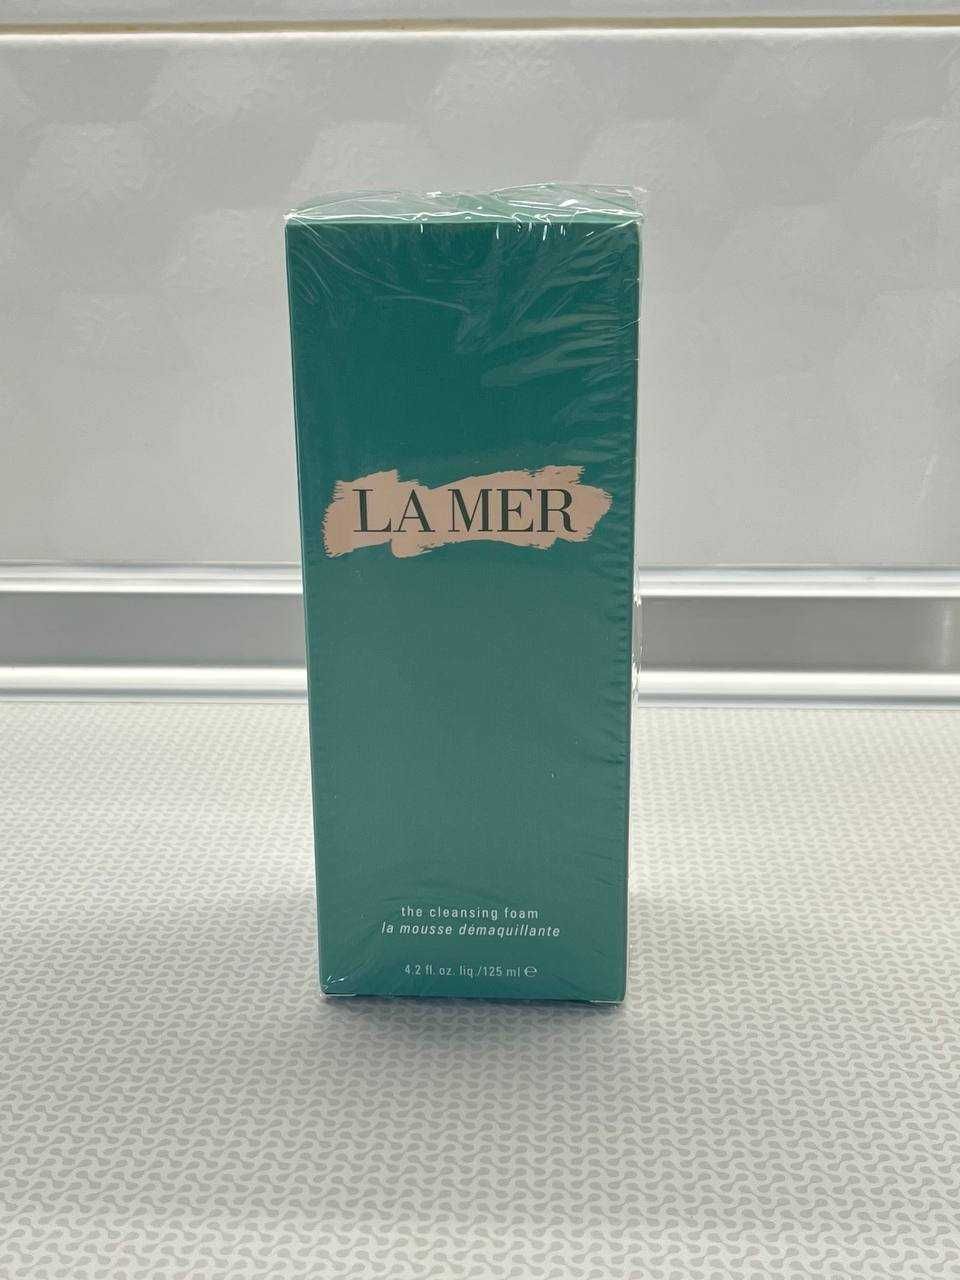 LA MER
the cleansing foam
la mousse démaquillante
4.2 fl. oz. liq./125 ml ℮